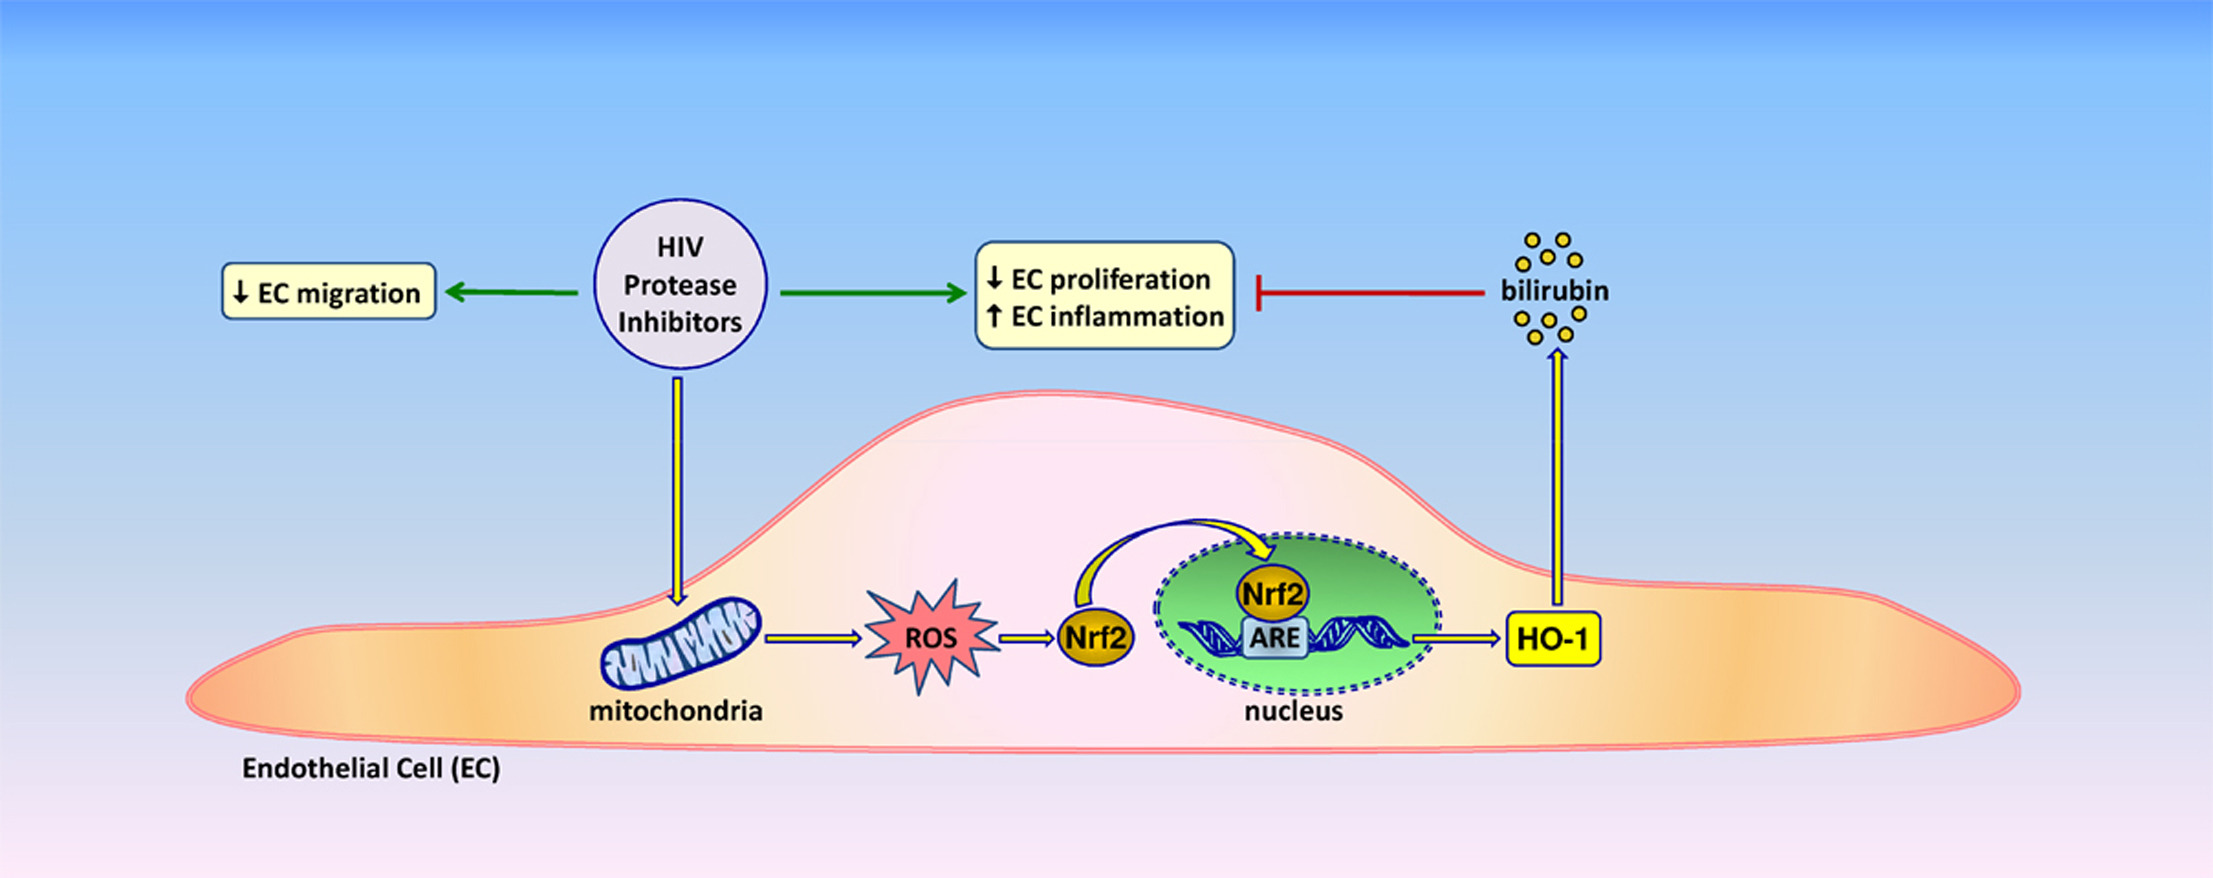 HIV
Protease
Inhibitors
↓ EC migration
↓ EC proliferation
↑ EC inflammation
bilirubin
Nrf2
ROS
Nrf2
ARE
HO-1
mitochondria
nucleus
Endothelial Cell (EC)